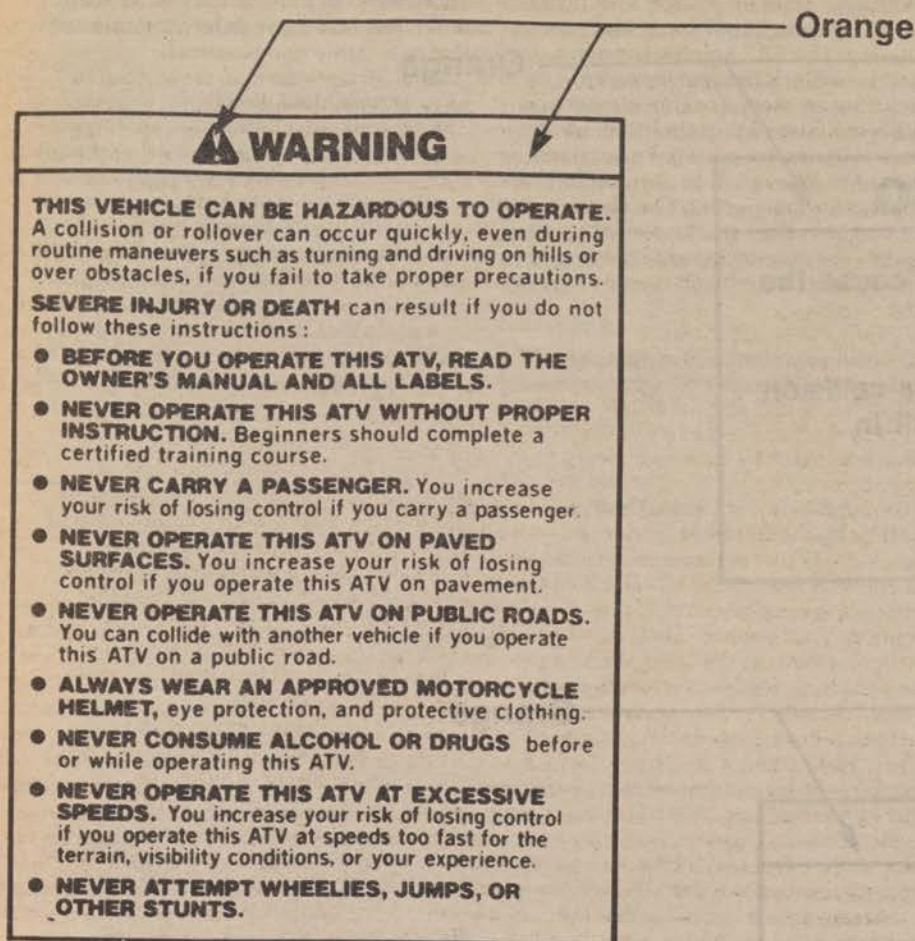 Orange
WARNING
THIS VEHICLE CAN BE HAZARDOUS TO OPERATE.
A collision or rollover can occur quickly, even during
routine maneuvers such as turning and driving on hills or
over obstacles, if you fail to take proper precautions.
SEVERE INJURY OR DEATH can result if you do not
follow these instructions:
● BEFORE YOU OPERATE THIS ATV, READ THE
OWNER'S MANUAL AND ALL LABELS.
● NEVER OPERATE THIS ATV WITHOUT PROPER
INSTRUCTION. Beginners should complete a
certified training course.
● NEVER CARRY A PASSENGER. You increase
your risk of losing control if you carry a passenger.
● NEVER OPERATE THIS ATV ON PAVED
SURFACES. You increase your risk of losing
control if you operate this ATV on pavement.
● NEVER OPERATE THIS ATV ON PUBLIC ROADS.
You can collide with another vehicle if you operate
this ATV on a public road.
● ALWAYS WEAR AN APPROVED MOTORCYCLE
HELMET, eye protection, and protective clothing.
● NEVER CONSUME ALCOHOL OR DRUGS before
or while operating this ATV.
● NEVER OPERATE THIS ATV AT EXCESSIVE
SPEEDS. You increase your risk of losing control
if you operate this ATV at speeds too fast for the
terrain, visibility conditions, or your experience.
● NEVER ATTEMPT WHEELIES, JUMPS, OR
OTHER STUNTS.